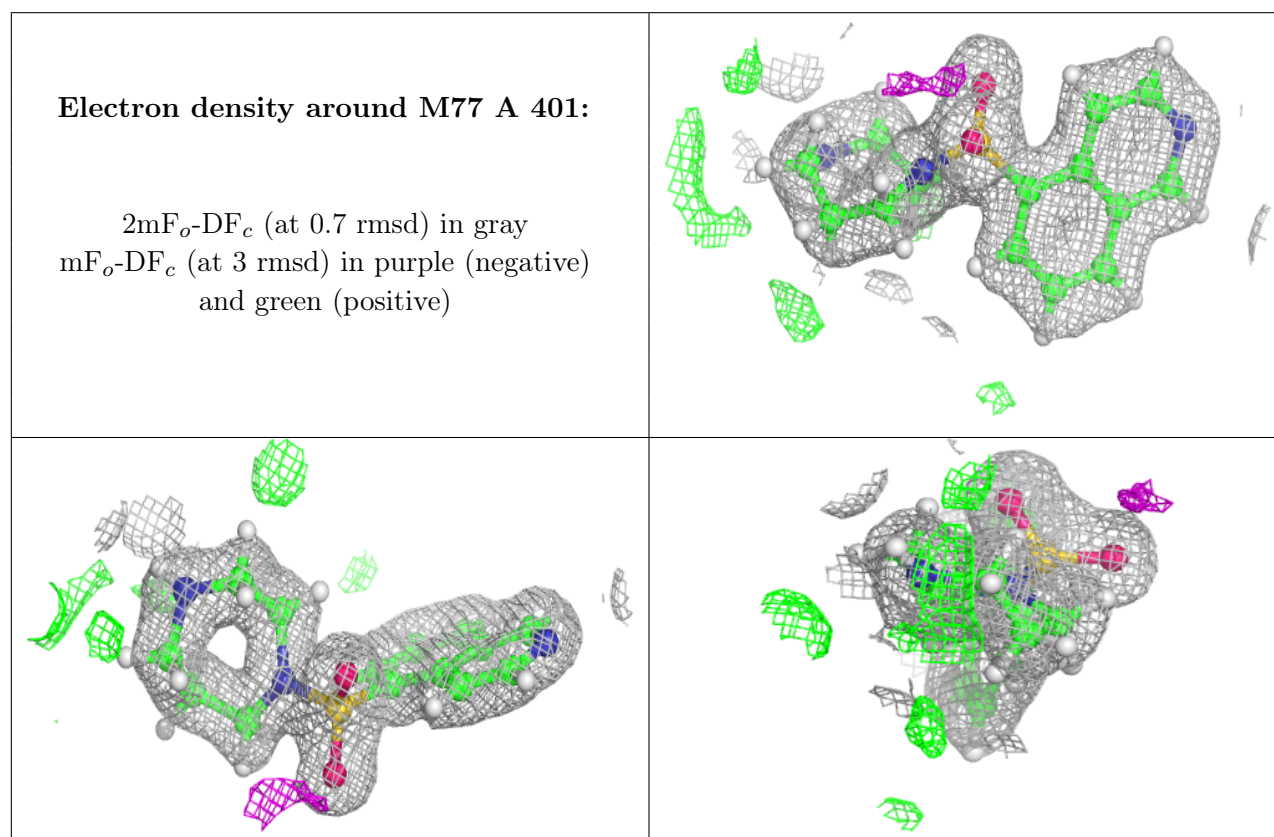 Electron density around M77 A 401:
2mFo-DFc (at 0.7 rmsd) in gray
mFo-DFc (at 3 rmsd) in purple (negative)
and green (positive)